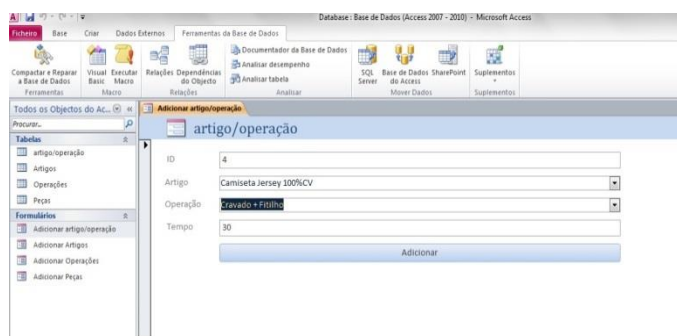 Database : Base de Dados (Access 2007 - 2010) - Microsoft Access
Ficheiro Base Criar Dados Externos Ferramentas da Base de Dados
Compactar e Reparar a Base de Dados
Ferramentas
Visual Basic
Executar Macro
Macro
Relações
Dependências do Objecto
Relações
Documentador da Base de Dados
Analisar desempenho
Analisar tabela
Analisar
SQL Server
Base de Dados do Access
SharePoint
Mover Dados
Suplementos
Suplementos
Todos os Objectos do Ac...
Procurar...
Tabelas
artigo/operação
Artigos
Operações
Peças
Formulários
Adicionar artigo/operação
Adicionar Artigos
Adicionar Operações
Adicionar Peças
Adicionar artigo/operação
artigo/operação
ID 4
Artigo Camiseta Jersey 100%CV
Operação Cravado + Fitilho
Tempo 30
Adicionar